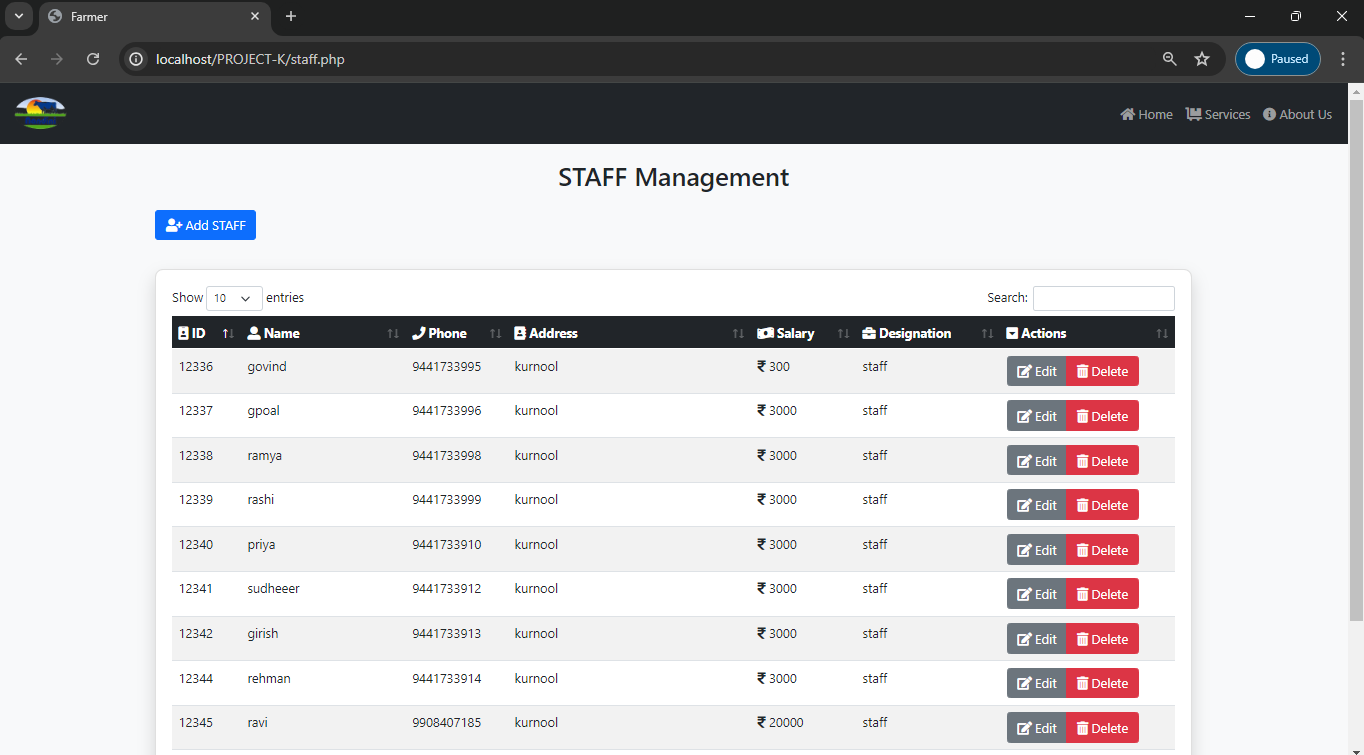 Farmer
localhost/PROJECT-K/staff.php
Paused
Home Services About Us
STAFF Management
Add STAFF
Show 10 entries Search:
ID Name Phone Address Salary Designation Actions
12336 govind 9441733995 kurnool ₹ 300 staff Edit Delete
12337 gpoal 9441733996 kurnool ₹ 3000 staff Edit Delete
12338 ramya 9441733998 kurnool ₹ 3000 staff Edit Delete
12339 rashi 9441733999 kurnool ₹ 3000 staff Edit Delete
12340 priya 9441733910 kurnool ₹ 3000 staff Edit Delete
12341 sudheeer 9441733912 kurnool ₹ 3000 staff Edit Delete
12342 girish 9441733913 kurnool ₹ 3000 staff Edit Delete
12344 rehman 9441733914 kurnool ₹ 3000 staff Edit Delete
12345 ravi 9908407185 kurnool ₹ 20000 staff Edit Delete